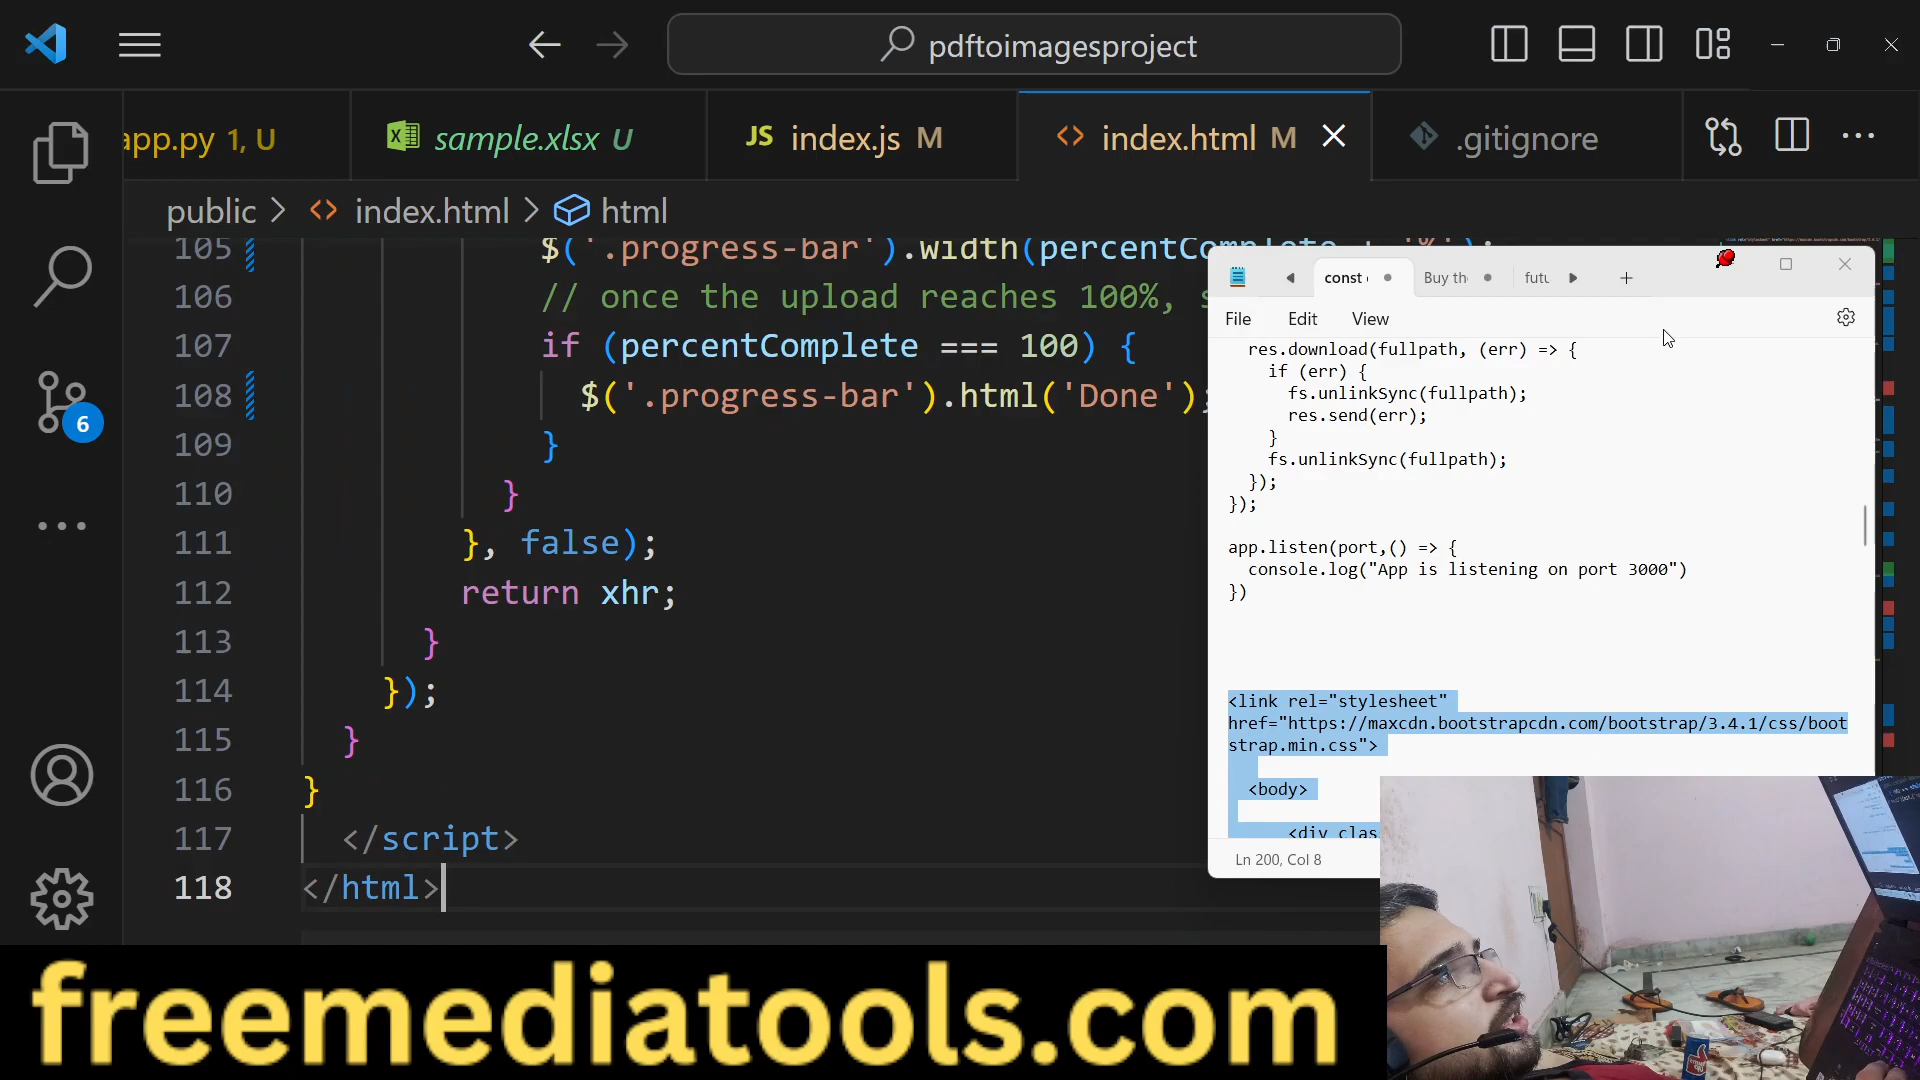 pdftoimagesproject
app.py 1, U
sample.xlsx U
JS index.js M
<> index.html M
.gitignore
public > <> index.html > html
105 $('.progress-bar').width(percentComplete + '%');
106 // once the upload reaches 100%, s
107 if (percentComplete === 100) {
108 $('.progress-bar').html('Done');
109 }
110 }
111 }, false);
112 return xhr;
113 }
114 });
115 }
116 }
117 </script>
118 </html>
6
const Buy the futu
File Edit View
res.download(fullpath, (err) => {
if (err) {
fs.unlinkSync(fullpath);
res.send(err);
}
fs.unlinkSync(fullpath);
});
});
app.listen(port,() => {
console.log("App is listening on port 3000")
})
<link rel="stylesheet"
href="https://maxcdn.bootstrapcdn.com/bootstrap/3.4.1/css/boot
strap.min.css">
<body>
<div clas
Ln 200, Col 8
freemediatools.com